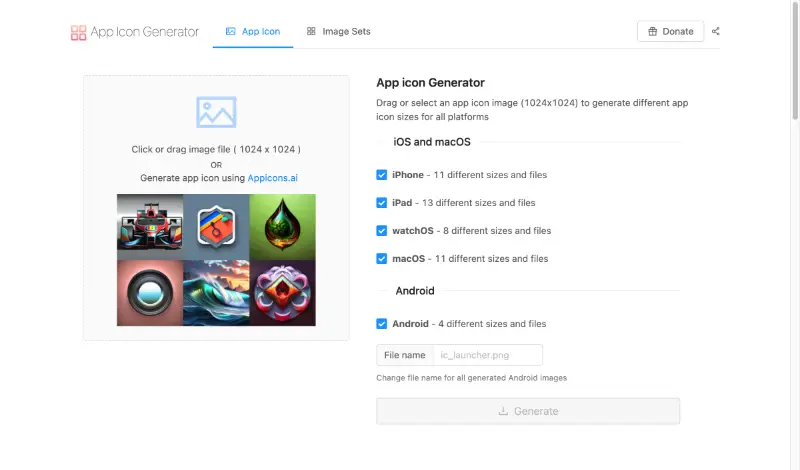 App Icon Generator
App Icon
Image Sets
Donate
Click or drag image file ( 1024 x 1024 )
OR
Generate app icon using Appicons.ai
App icon Generator
Drag or select an app icon image (1024x1024) to generate different app
icon sizes for all platforms
iOS and macOS
iPhone - 11 different sizes and files
iPad - 13 different sizes and files
watchOS - 8 different sizes and files
macOS - 11 different sizes and files
Android
Android - 4 different sizes and files
File name ic_launcher.png
Change file name for all generated Android images
Generate